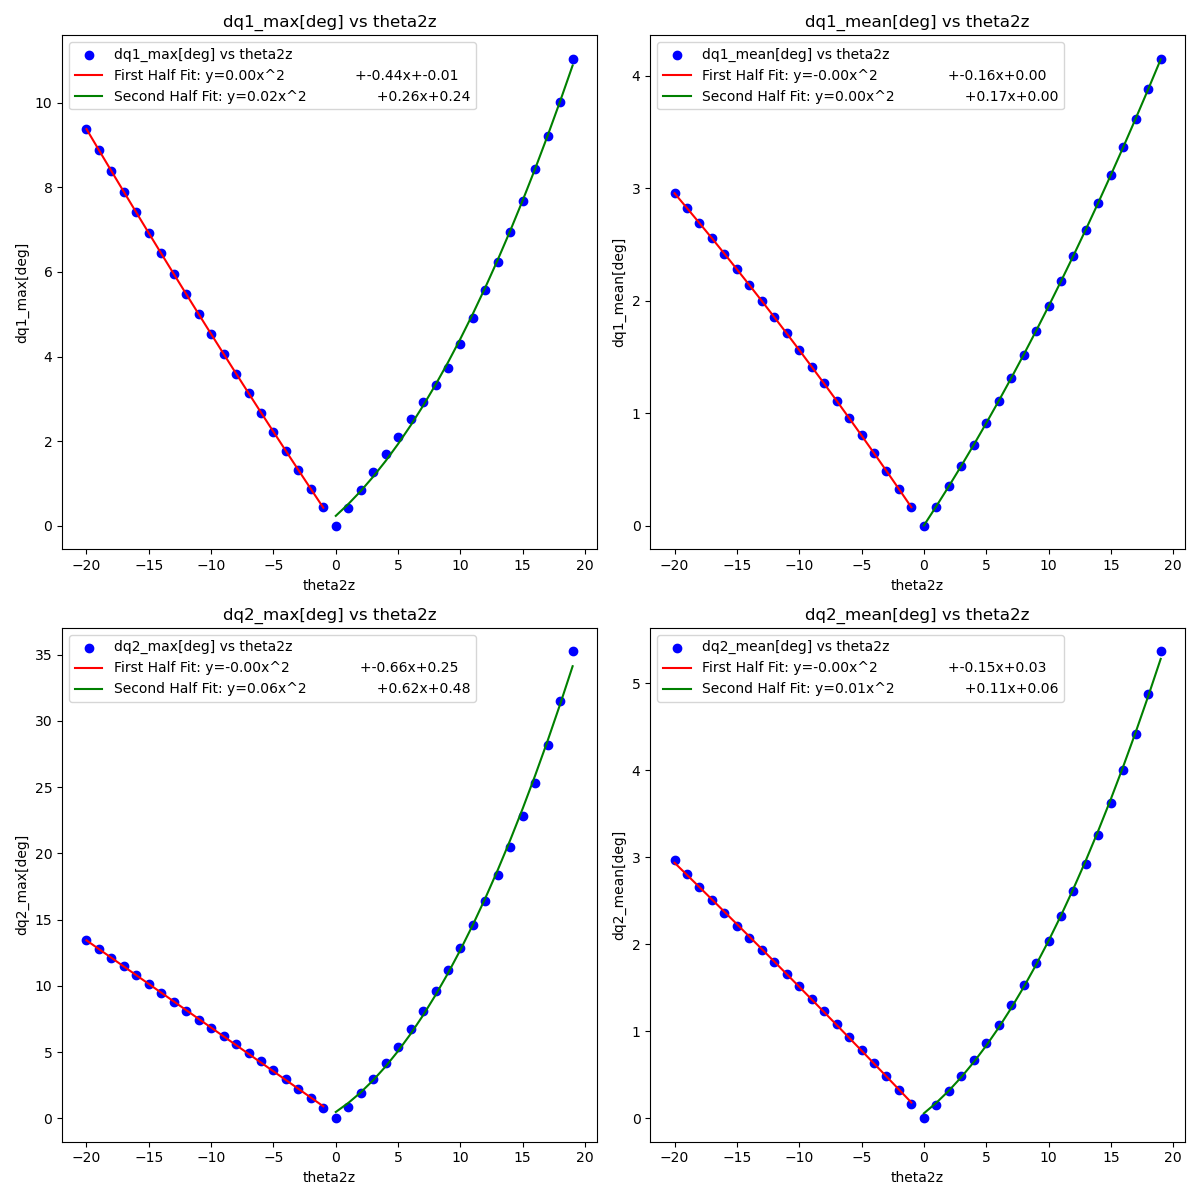 dq1_max[deg] vs theta2z
dq1_max[deg] vs theta2z
First Half Fit: y=0.00x^2 +-0.44x+-0.01
Second Half Fit: y=0.02x^2 +0.26x+0.24
10
8
6
4
2
0
dq1_max[deg]
−20 −15 −10 −5 0 5 10 15 20
theta2z
dq1_mean[deg] vs theta2z
dq1_mean[deg] vs theta2z
First Half Fit: y=-0.00x^2 +-0.16x+0.00
Second Half Fit: y=0.00x^2 +0.17x+0.00
4
3
2
1
0
dq1_mean[deg]
−20 −15 −10 −5 0 5 10 15 20
theta2z
dq2_max[deg] vs theta2z
dq2_max[deg] vs theta2z
First Half Fit: y=-0.00x^2 +-0.66x+0.25
Second Half Fit: y=0.06x^2 +0.62x+0.48
35
30
25
20
15
10
5
0
dq2_max[deg]
−20 −15 −10 −5 0 5 10 15 20
theta2z
dq2_mean[deg] vs theta2z
dq2_mean[deg] vs theta2z
First Half Fit: y=-0.00x^2 +-0.15x+0.03
Second Half Fit: y=0.01x^2 +0.11x+0.06
5
4
3
2
1
0
dq2_mean[deg]
−20 −15 −10 −5 0 5 10 15 20
theta2z